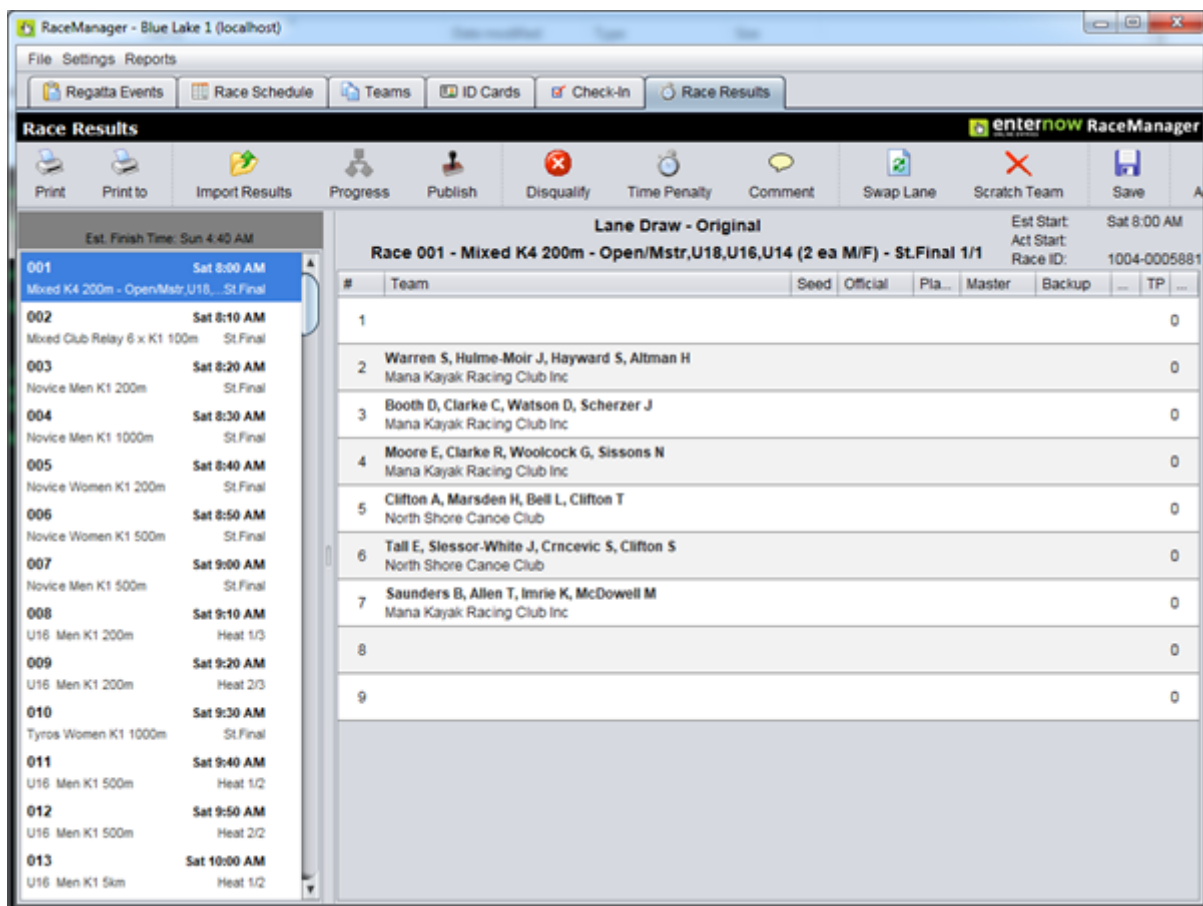 RaceManager - Blue Lake 1 (localhost)
File Settings Reports
Regatta Events Race Schedule Teams ID Cards Check-In Race Results
Race Results enternow RaceManager
Print Print to Import Results Progress Publish Disqualify Time Penalty Comment Swap Lane Scratch Team Save A
Est. Finish Time: Sun 4:40 AM
001 Sat 8:00 AM
Mixed K4 200m - Open/Mstr,U18,...St.Final
002 Sat 8:10 AM
Mixed Club Relay 6 x K1 100m St.Final
003 Sat 8:20 AM
Novice Men K1 200m St.Final
004 Sat 8:30 AM
Novice Men K1 1000m St.Final
005 Sat 8:40 AM
Novice Women K1 200m St.Final
006 Sat 8:50 AM
Novice Women K1 500m St.Final
007 Sat 9:00 AM
Novice Men K1 500m St.Final
008 Sat 9:10 AM
U16 Men K1 200m Heat 1/3
009 Sat 9:20 AM
U16 Men K1 200m Heat 2/3
010 Sat 9:30 AM
Tyros Women K1 1000m St.Final
011 Sat 9:40 AM
U16 Men K1 500m Heat 1/2
012 Sat 9:50 AM
U16 Men K1 500m Heat 2/2
013 Sat 10:00 AM
U16 Men K1 5km Heat 1/2
Lane Draw - Original
Race 001 - Mixed K4 200m - Open/Mstr,U18,U16,U14 (2 ea M/F) - St.Final 1/1
Est Start: Sat 8:00 AM
Act Start:
Race ID: 1004-0005881
# Team Seed Official Pla... Master Backup ... TP ...
1 0
Warren S, Hulme-Moir J, Hayward S, Altman H
2 0
Mana Kayak Racing Club Inc
Booth D, Clarke C, Watson D, Scherzer J
3 0
Mana Kayak Racing Club Inc
Moore E, Clarke R, Woolcock G, Sissons N
4 0
Mana Kayak Racing Club Inc
Clifton A, Marsden H, Bell L, Clifton T
5 0
North Shore Canoe Club
Tall E, Slessor-White J, Crncevic S, Clifton S
6 0
North Shore Canoe Club
Saunders B, Allen T, Imrie K, McDowell M
7 0
Mana Kayak Racing Club Inc
8 0
9 0